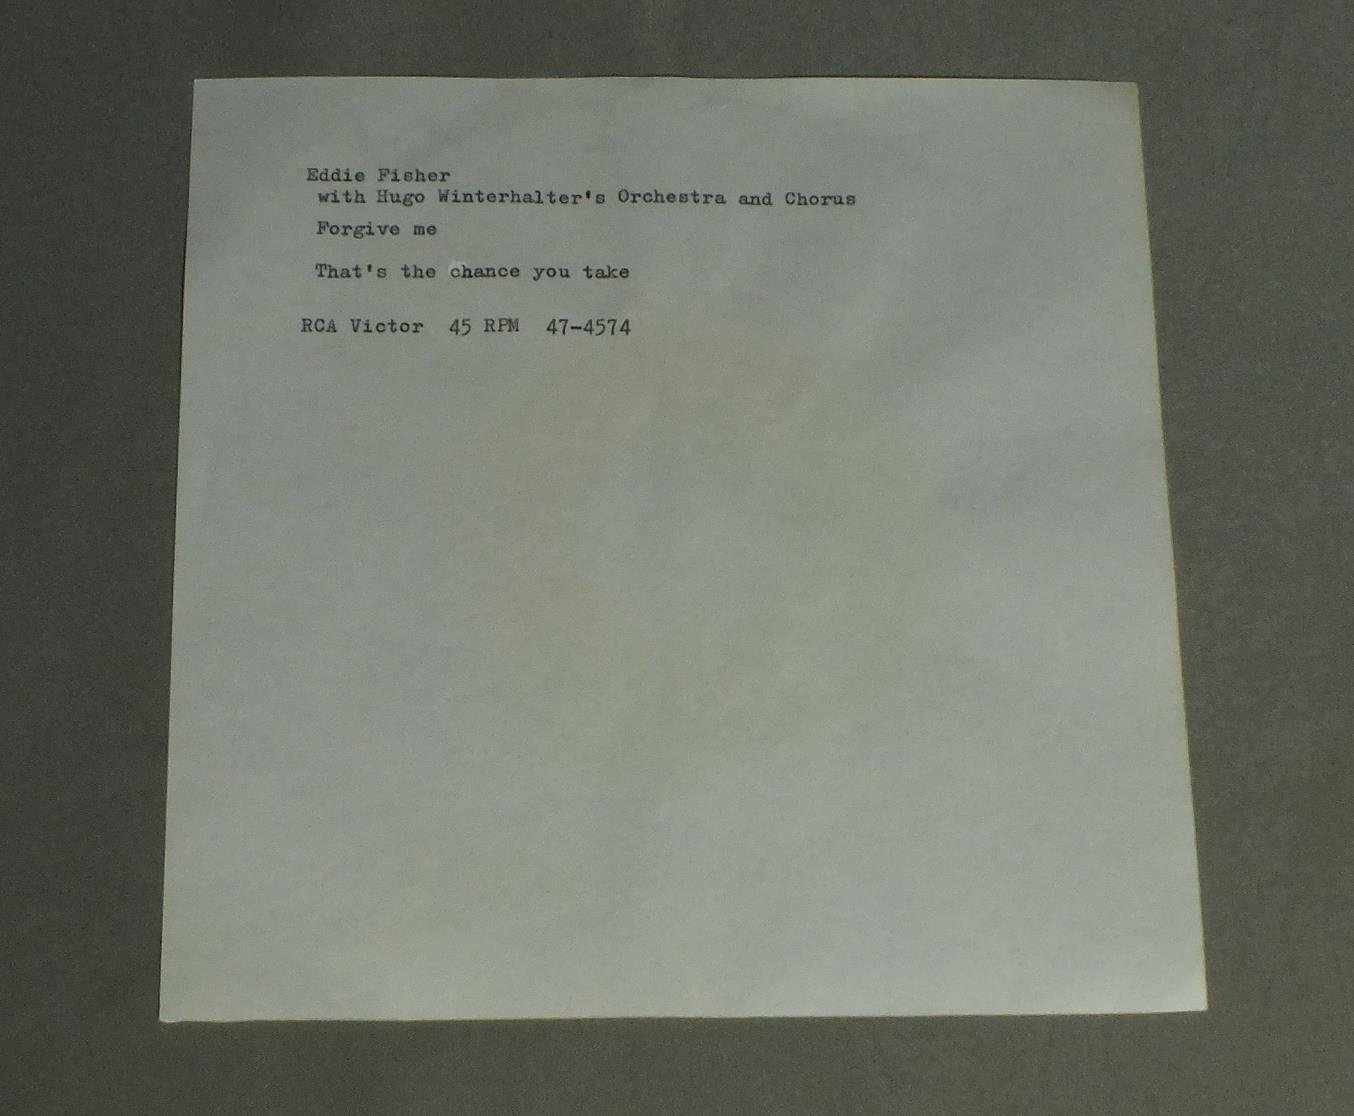 Eddie Fisher
with Hugo Winterhalter's Orchestra and Chorus
Forgive me
That's the chance you take
RCA Victor 45 RPM 47-4574